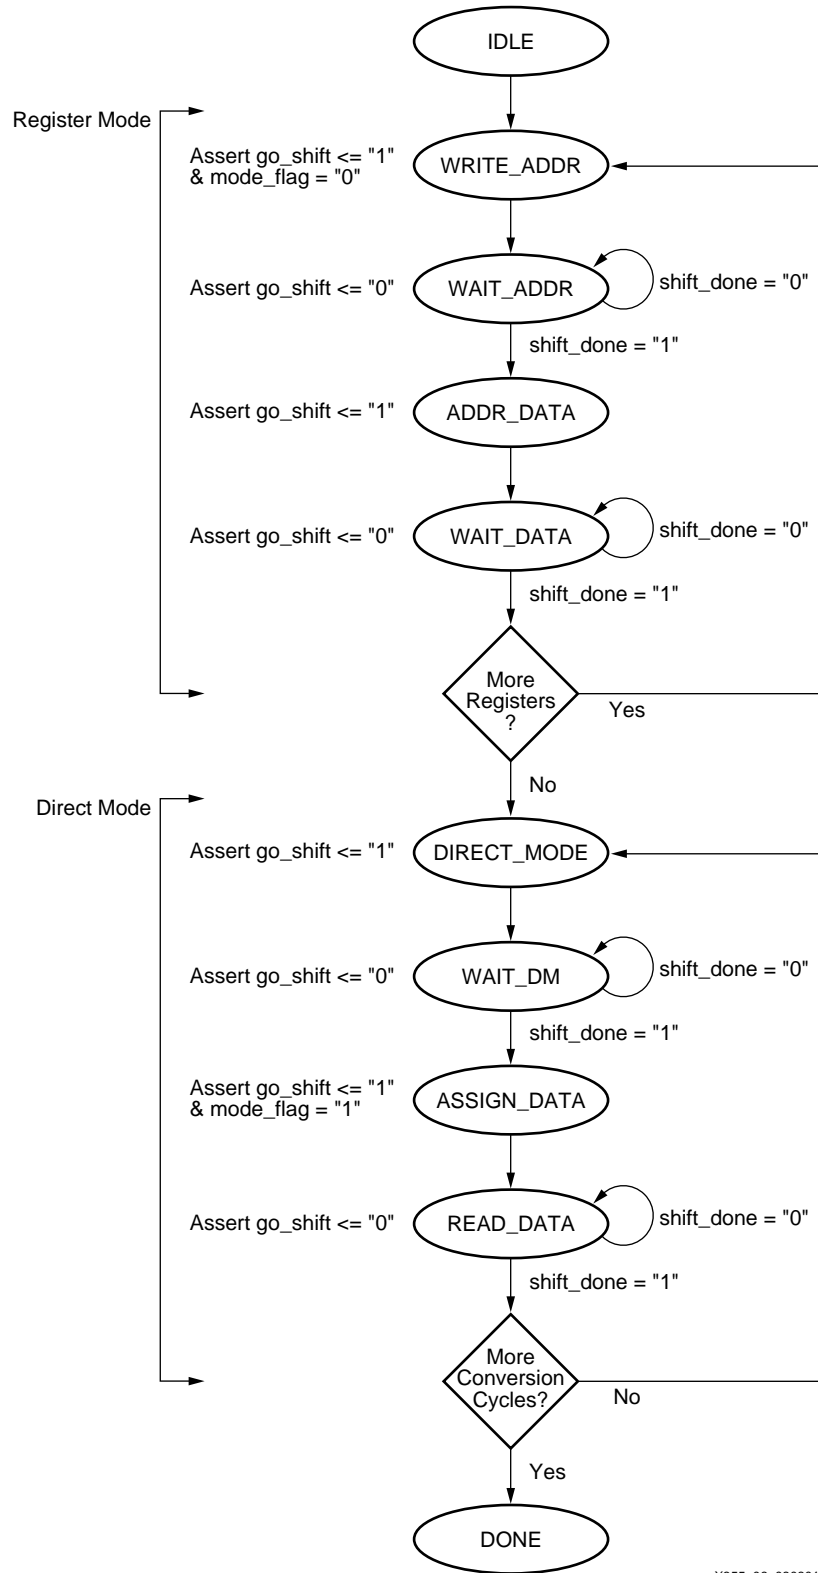 IDLE
Register Mode
Assert go_shift <= "1"
& mode_flag = "0"
WRITE_ADDR
Assert go_shift <= "0"
WAIT_ADDR
shift_done = "0"
shift_done = "1"
Assert go_shift <= "1"
ADDR_DATA
Assert go_shift <= "0"
WAIT_DATA
shift_done = "0"
shift_done = "1"
More
Registers
?
Yes
No
Direct Mode
Assert go_shift <= "1"
DIRECT_MODE
Assert go_shift <= "0"
WAIT_DM
shift_done = "0"
shift_done = "1"
Assert go_shift <= "1"
& mode_flag = "1"
ASSIGN_DATA
Assert go_shift <= "0"
READ_DATA
shift_done = "0"
shift_done = "1"
More
Conversion
Cycles?
No
Yes
DONE